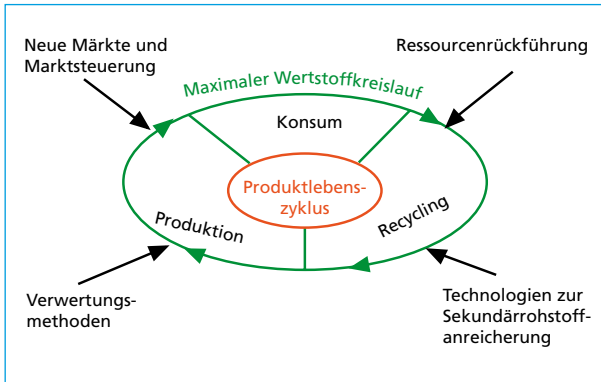 Neue Märkte und
Marktsteuerung
Ressourcenrückführung
Maximaler Wertstoffkreislauf
Konsum
Produktlebens-
zyklus
Produktion
Recycling
Verwertungs-
methoden
Technologien zur
Sekundärrohstoff-
anreicherung